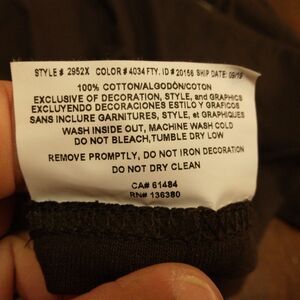 STYLE # 2952X COLOR # 4034 FTY. ID # 20156 SHIP DATE: 09/19
100% COTTON/ALGODÓN/COTON
EXCLUSIVE OF DECORATION, STYLE, and GRAPHICS
EXCLUYENDO DECORACIONES ESTILO Y GRAFICOS
SANS INCLURE GARNITURES, STYLE, et GRAPHIQUES
WASH INSIDE OUT, MACHINE WASH COLD
DO NOT BLEACH,TUMBLE DRY LOW
REMOVE PROMPTLY, DO NOT IRON DECORATION
DO NOT DRY CLEAN
CA# 61484
RN# 136380